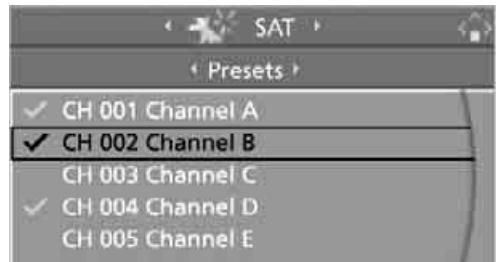 SAT
Presets
CH 001 Channel A
CH 002 Channel B
CH 003 Channel C
CH 004 Channel D
CH 005 Channel E